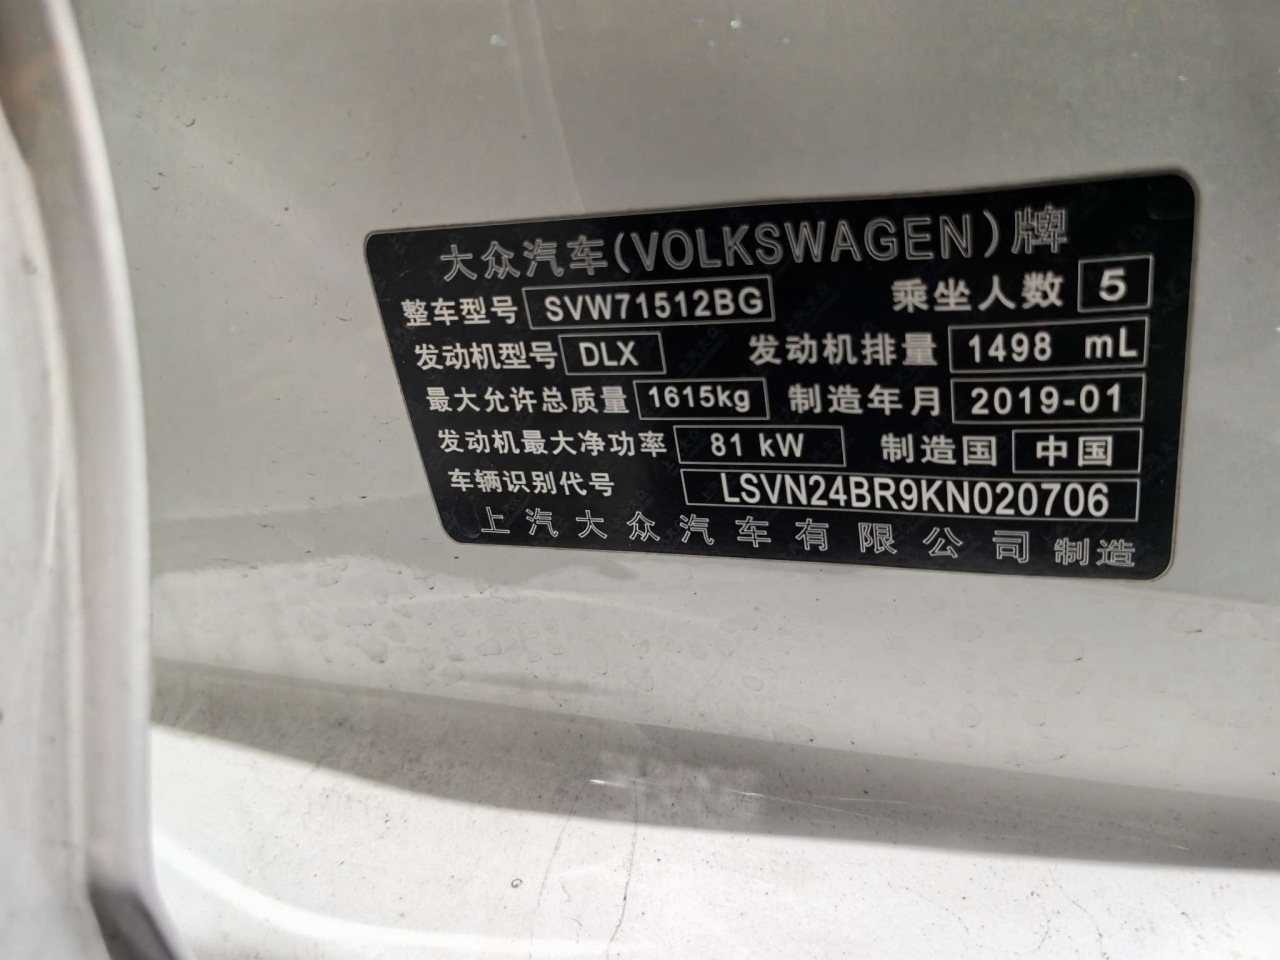 大众汽车(VOLKSWAGEN)牌
整车型号 SVW71512BG 乘坐人数 5
发动机型号 DLX 发动机排量 1498 mL
最大允许总质量 1615kg 制造年月 2019-01
发动机最大净功率 81 kW 制造国 中国
车辆识别代号 LSVN24BR9KN020706
上汽大众汽车有限公司 制造